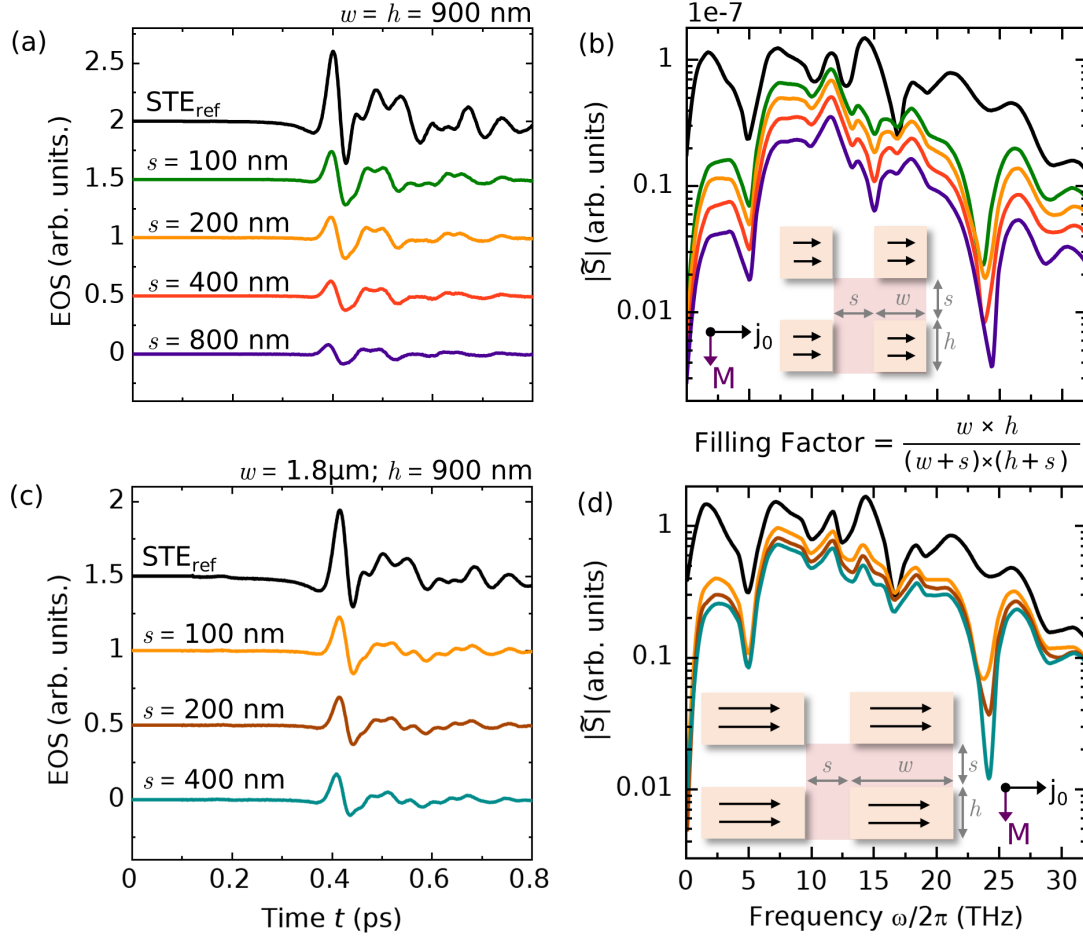 w = h = 900 nm
(a)
EOS (arb. units.)
2.5
2
1.5
1
0.5
0
STEref
s = 100 nm
s = 200 nm
s = 400 nm
s = 800 nm
(b)
1e-7
|S̃| (arb. units)
1
0.1
0.01
s
w
s
h
j0
M
Filling Factor = w × h / (w+s)×(h+s)
w = 1.8μm; h = 900 nm
(c)
EOS (arb. units.)
2
1.5
1
0.5
0
STEref
s = 100 nm
s = 200 nm
s = 400 nm
0 0.2 0.4 0.6 0.8
Time t (ps)
(d)
|S̃| (arb. units)
1
0.1
0.01
s
w
s
h
j0
M
0 5 10 15 20 25 30
Frequency ω/2π (THz)